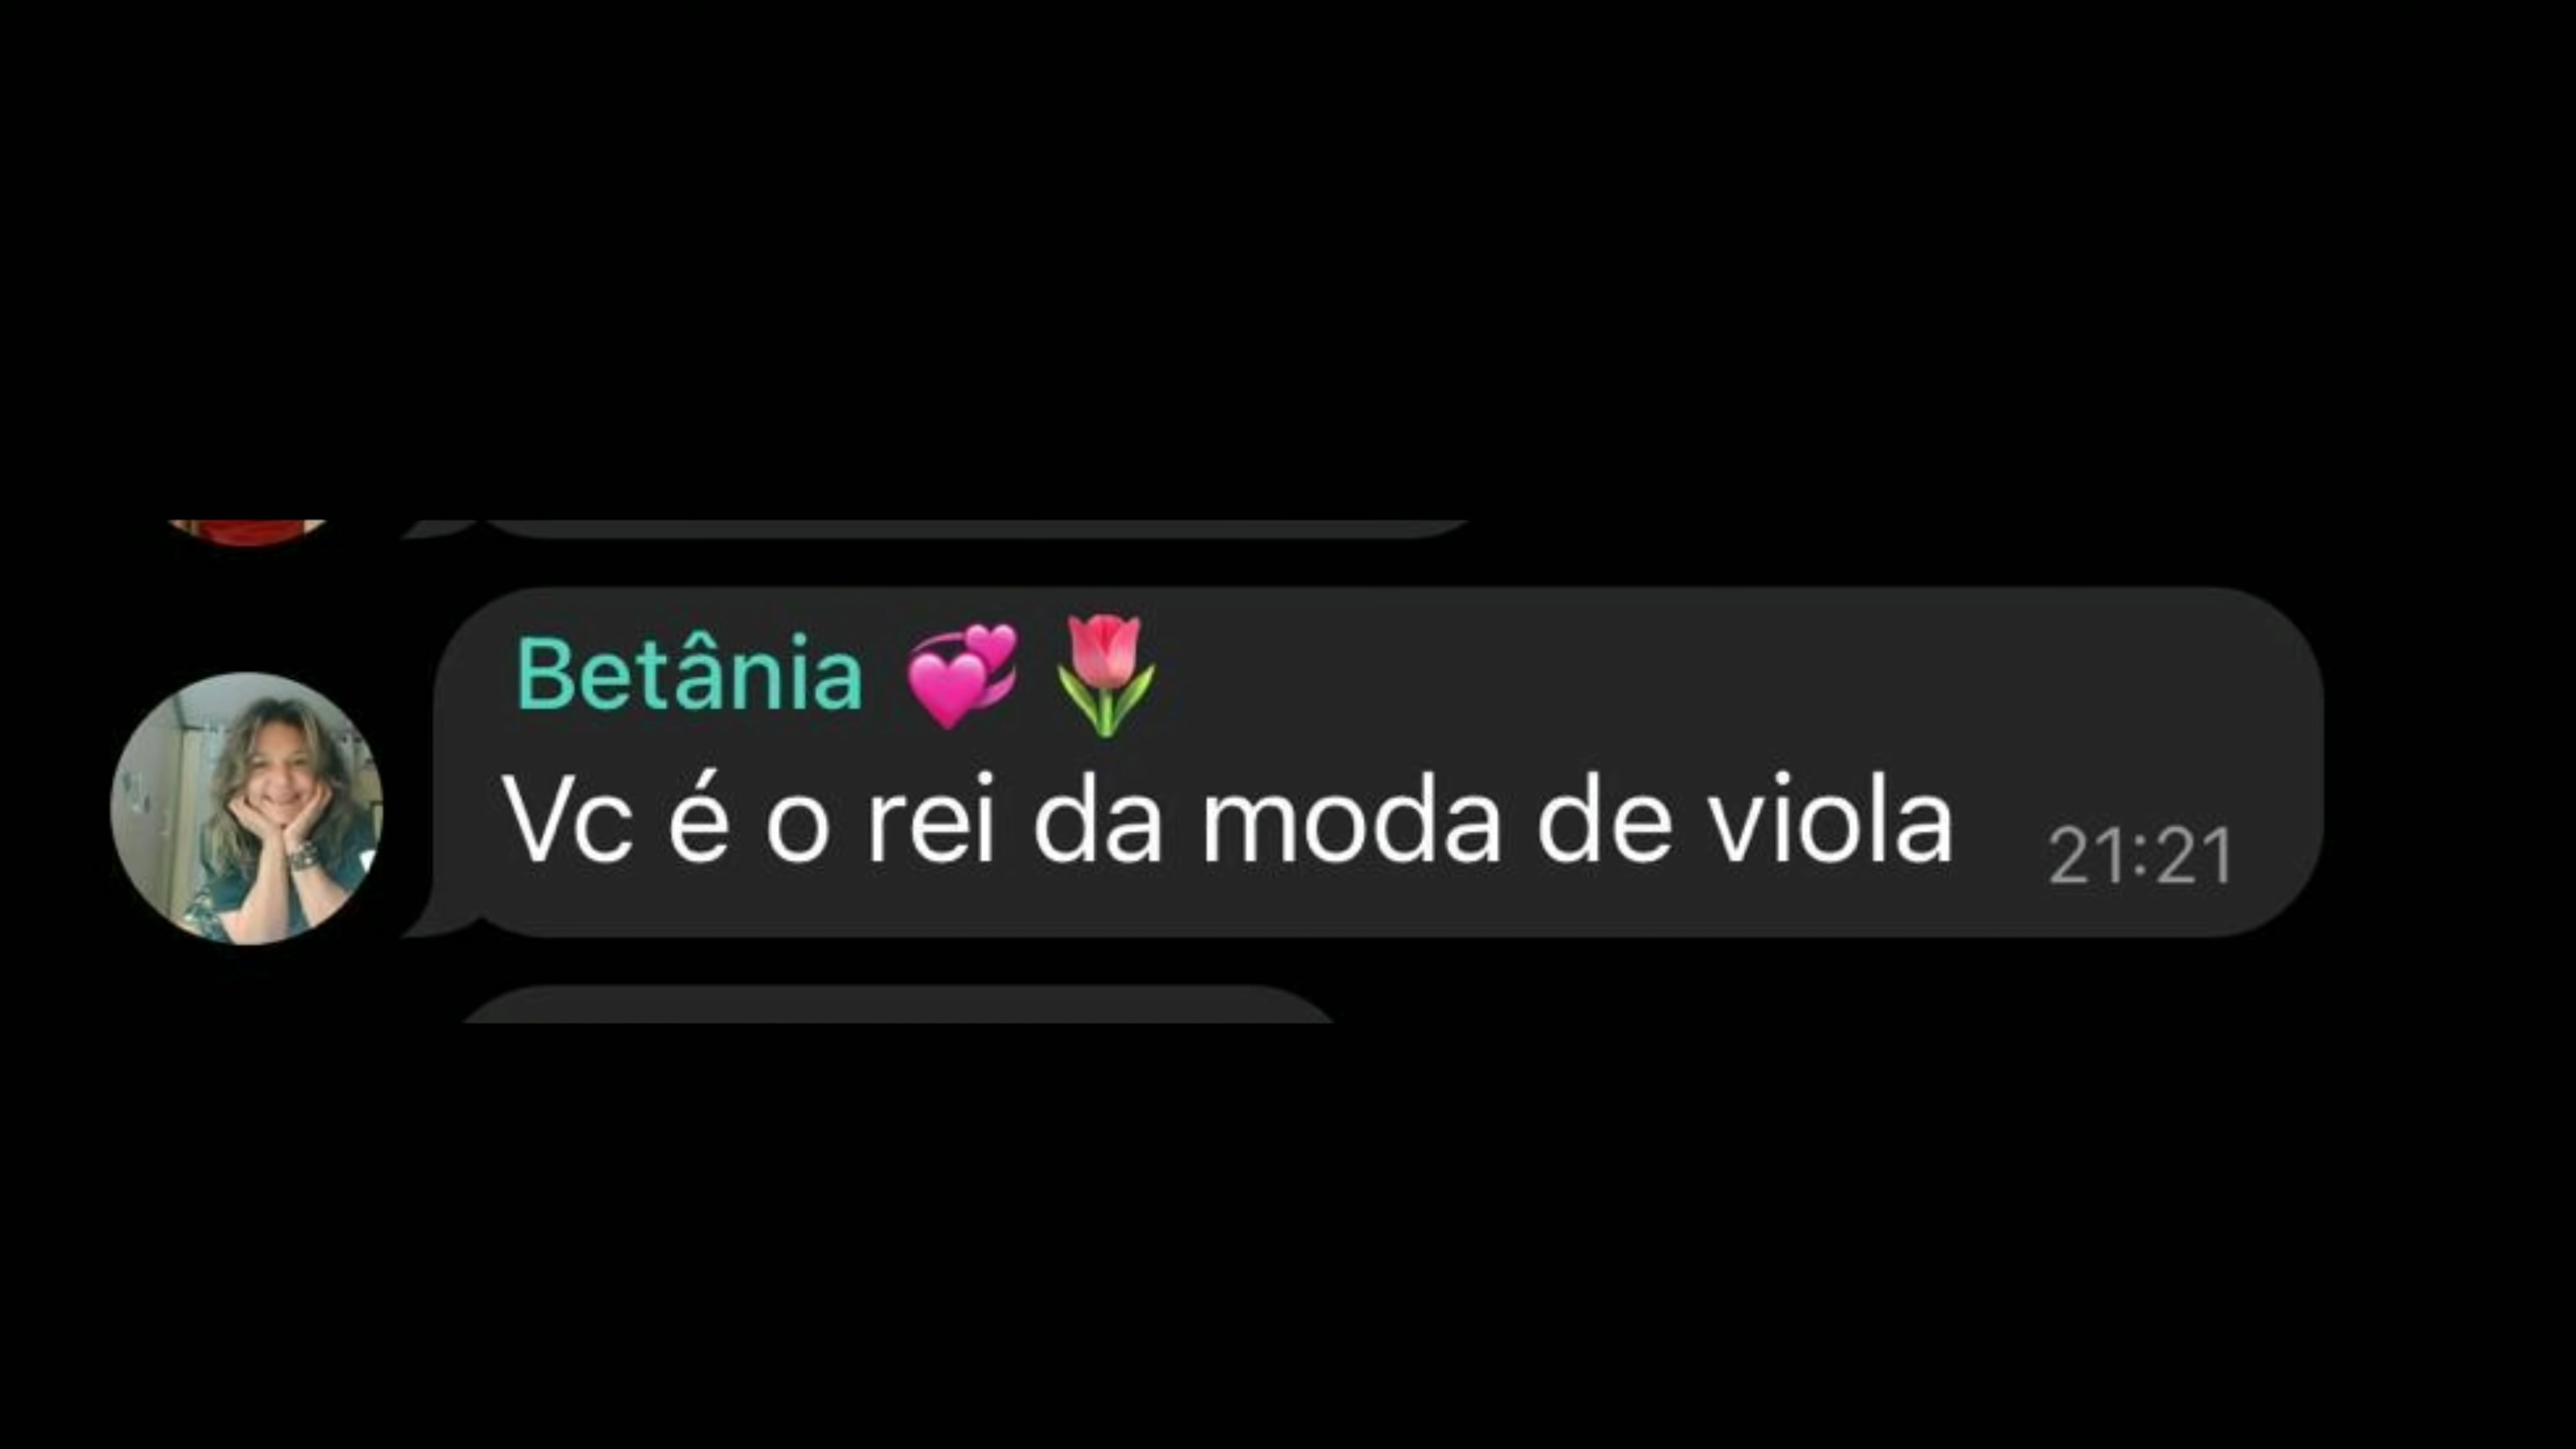 Betânia 💞 🌷
Vc é o rei da moda de viola
21:21